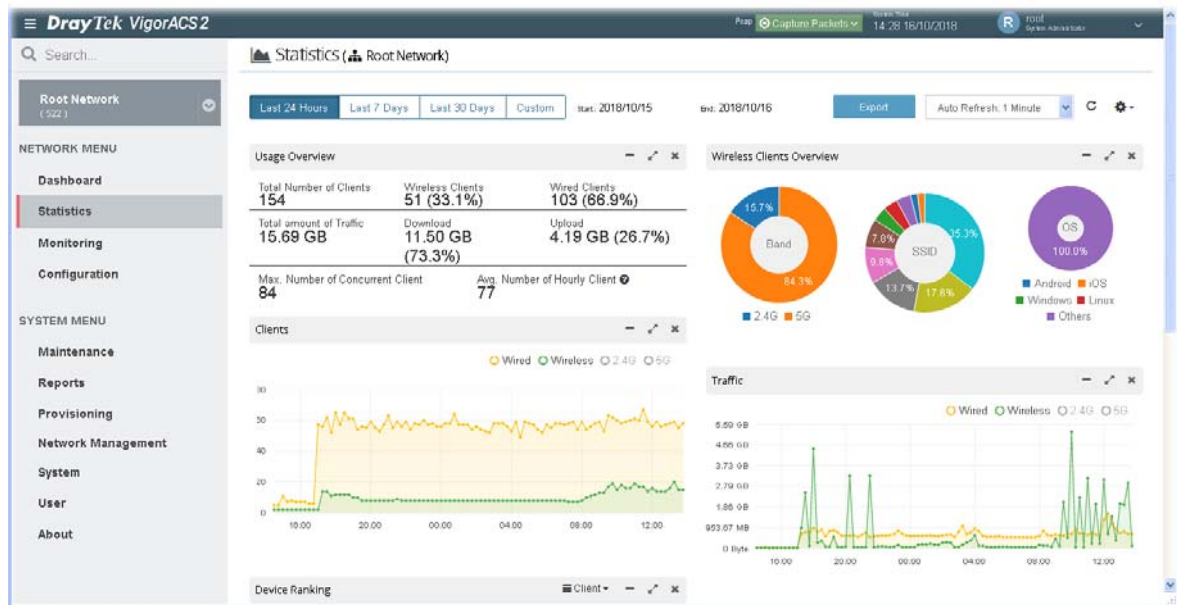 DrayTek VigorACS 2
Capture Packets
14:28 16/10/2018
R
root
System Administrator
Search...
Statistics ( Root Network)
Root Network
( 522 )
Last 24 Hours
Last 7 Days
Last 30 Days
Custom
Start: 2018/10/15
End: 2018/10/16
Export
Auto Refresh: 1 Minute
NETWORK MENU
Dashboard
Statistics
Monitoring
Configuration
SYSTEM MENU
Maintenance
Reports
Provisioning
Network Management
System
User
About
Usage Overview
Total Number of Clients
154
Wireless Clients
51 (33.1%)
Wired Clients
103 (66.9%)
Total amount of Traffic
15.69 GB
Download
11.50 GB
(73.3%)
Upload
4.19 GB (26.7%)
Max. Number of Concurrent Client
84
Avg. Number of Hourly Client
77
Wireless Clients Overview
15.7%
Band
84.3%
2.4G
5G
35.3%
7.8%
SSID
9.8%
13.7%
17.6%
OS
100.0%
Android
iOS
Windows
Linux
Others
Clients
Wired
Wireless
2.4G
5G
50
40
20
0
20:00
00:00
04:00
08:00
12:00
Traffic
Wired
Wireless
2.4G
5G
5.59 GB
4.66 GB
3.73 GB
2.79 GB
1.86 GB
953.67 MB
0 Byte
20:00
00:00
04:00
08:00
12:00
Device Ranking
Client